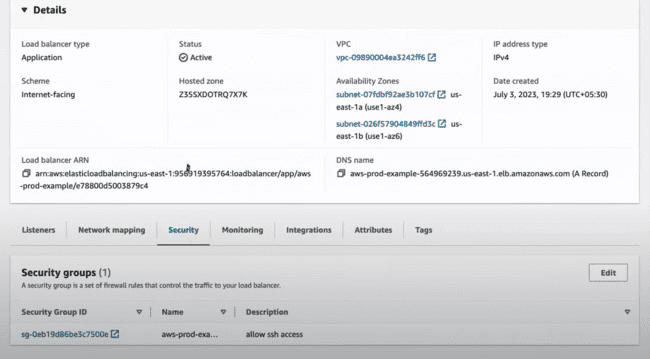 Details
Load balancer type
Application
Status
Active
VPC
vpc-09890004ea3242ff6
IP address type
IPv4
Scheme
Internet-facing
Hosted zone
Z35SXDOTRQ7X7K
Availability Zones
subnet-07fdbf92ae3b107cf us-
east-1a (use1-az4)
subnet-026f57904849ffd3c us-
east-1b (use1-az6)
Date created
July 3, 2023, 19:29 (UTC+05:30)
Load balancer ARN
arn:aws:elasticloadbalancing:us-east-1:956919395764:loadbalancer/app/aws
-prod-example/e78800d5003879c4
DNS name
aws-prod-example-564969239.us-east-1.elb.amazonaws.com (A Record)
Listeners
Network mapping
Security
Monitoring
Integrations
Attributes
Tags
Security groups (1)
Edit
A security group is a set of firewall rules that control the traffic to your load balancer.
Security Group ID
Name
Description
sg-0eb19d86be3c7500e
aws-prod-exa...
allow ssh access